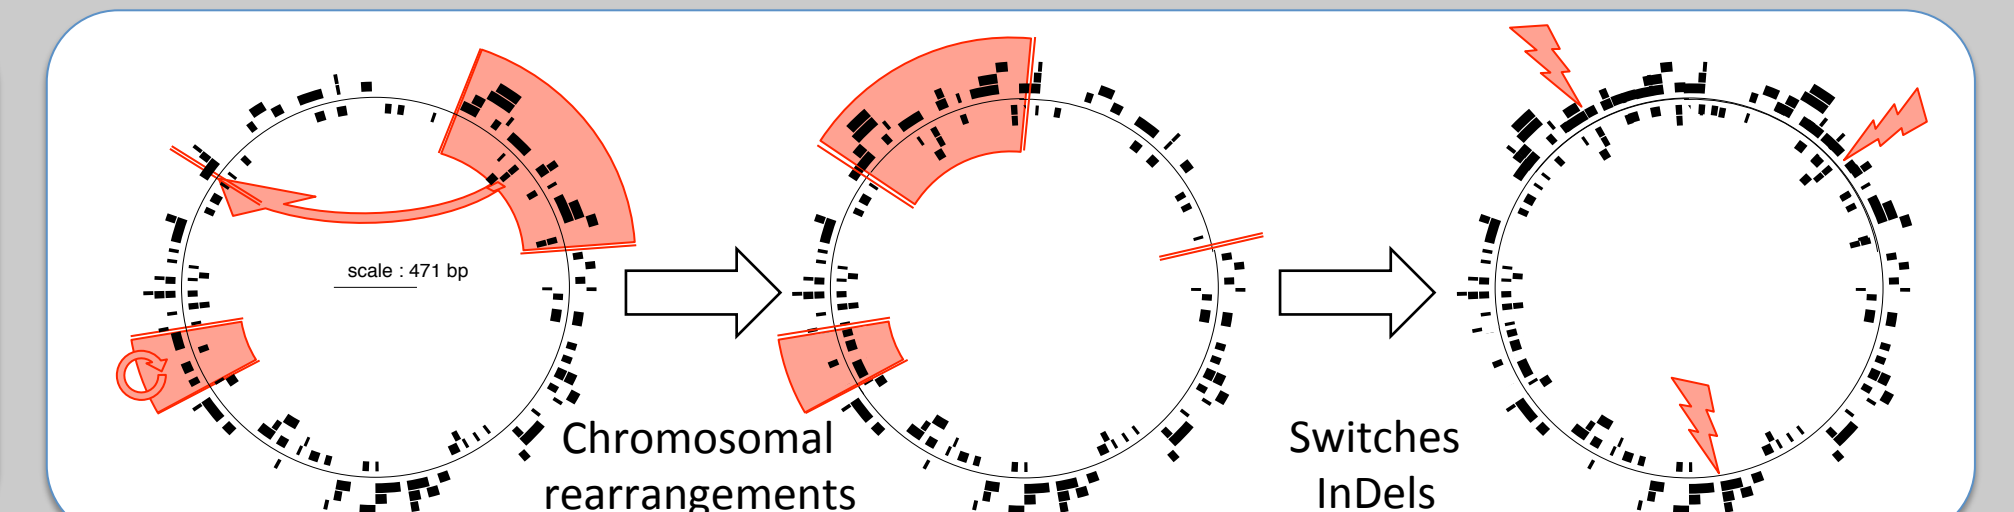 scale : 471 bp
Chromosomal
rearrangements
Switches
InDels